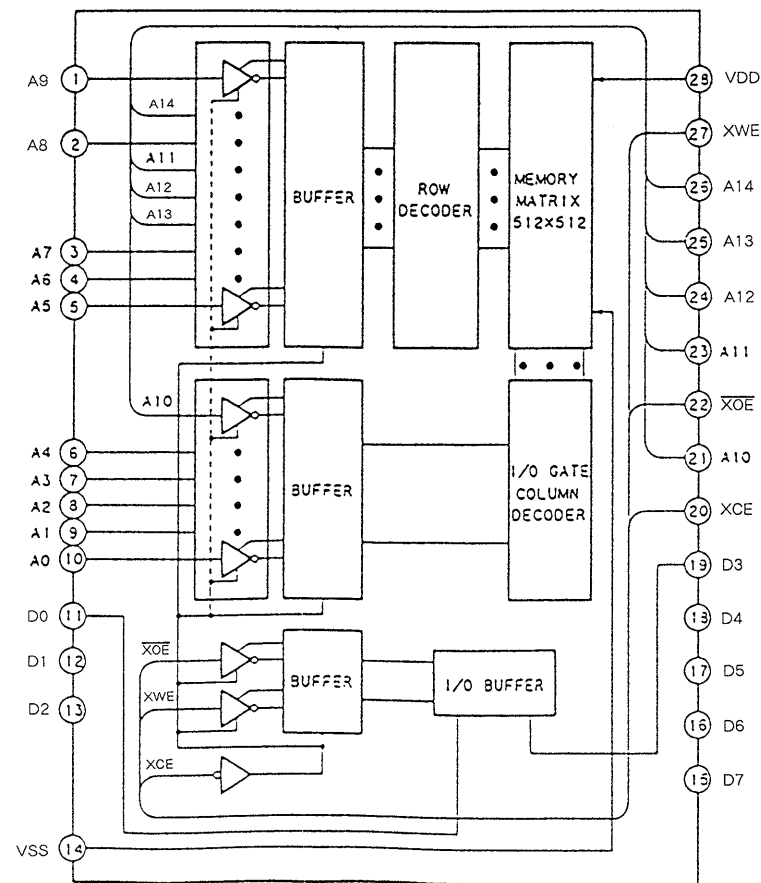 A9 1
A8 2
A7 3
A6 4
A5 5
A4 6
A3 7
A2 8
A1 9
A0 10
D0 11
D1 12
D2 13
VSS 14
A14
A11
A12
A13
A10
XOE
XWE
XCE
BUFFER
ROW
DECODER
MEMORY
MATRIX
512X512
BUFFER
I/O GATE
COLUMN
DECODER
BUFFER
I/O BUFFER
28 VDD
27 XWE
26 A14
25 A13
24 A12
23 A11
22 XOE
21 A10
20 XCE
19 D3
18 D4
17 D5
16 D6
15 D7